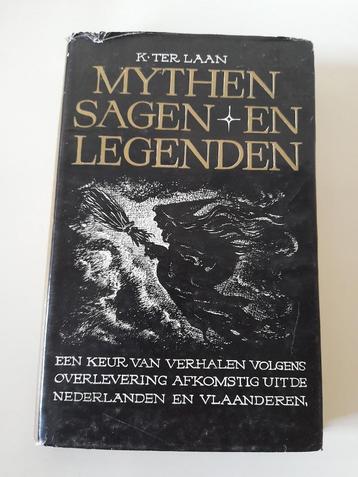 K. TER LAAN
MYTHEN
SAGEN EN
LEGENDEN
EEN KEUR VAN VERHALEN VOLGENS
OVERLEVERING AFKOMSTIG UIT DE
NEDERLANDEN EN VLAANDEREN,